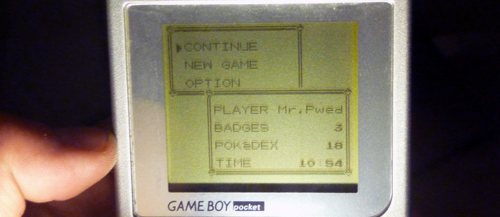 ▶CONTINUE
NEW GAME
OPTION
PLAYER Mr.Pwed
BADGES 3
POKéDEX 18
TIME 10:54
GAME BOY pocket